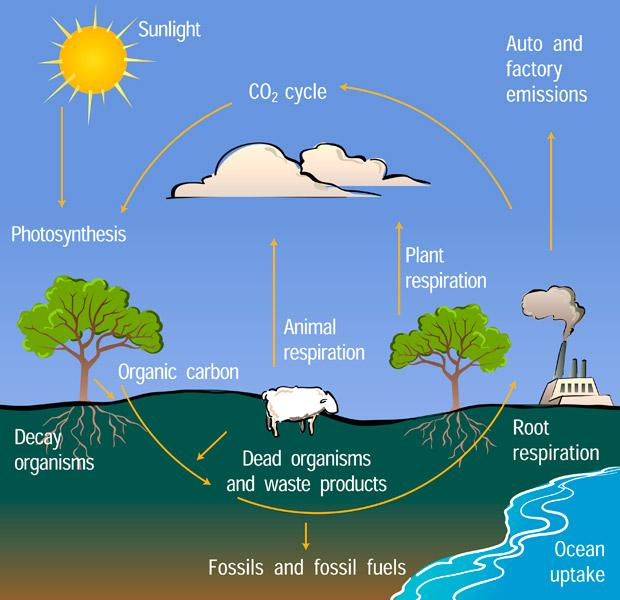 Sunlight
Auto and
factory
emissions
CO₂ cycle
Photosynthesis
Plant
respiration
Animal
respiration
Organic carbon
Decay
organisms
Dead organisms
and waste products
Root
respiration
Fossils and fossil fuels
Ocean
uptake